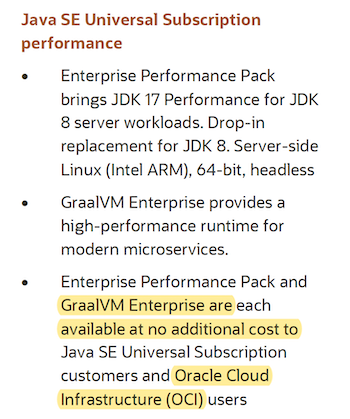 Java SE Universal Subscription
performance
• Enterprise Performance Pack
brings JDK 17 Performance for JDK
8 server workloads. Drop-in
replacement for JDK 8. Server-side
Linux (Intel ARM), 64-bit, headless
• GraalVM Enterprise provides a
high-performance runtime for
modern microservices.
• Enterprise Performance Pack and
GraalVM Enterprise are each
available at no additional cost to
Java SE Universal Subscription
customers and Oracle Cloud
Infrastructure (OCI) users